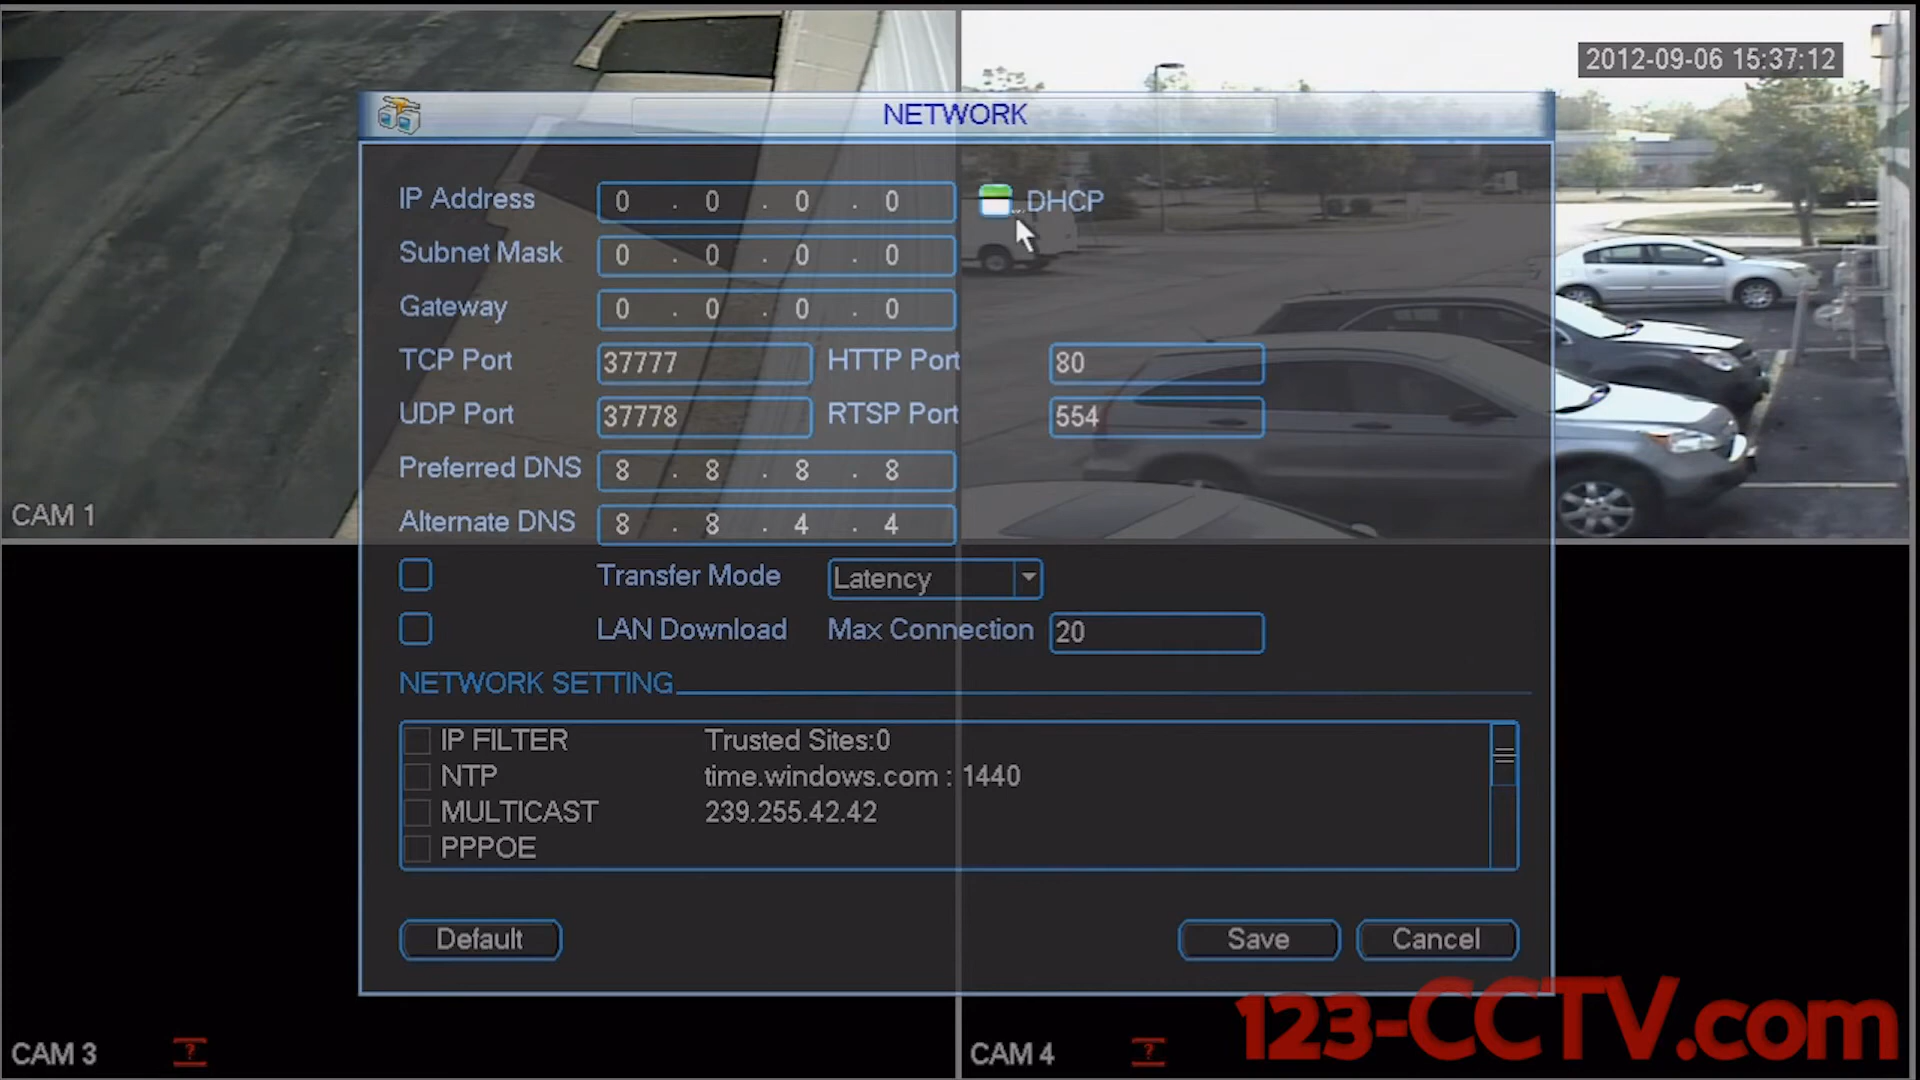 2012-09-06 15:37:12
NETWORK
IP Address 0 . 0 . 0 . 0 DHCP
Subnet Mask 0 . 0 . 0 . 0
Gateway 0 . 0 . 0 . 0
TCP Port 37777 HTTP Port 80
UDP Port 37778 RTSP Port 554
Preferred DNS 8 . 8 . 8 . 8
CAM 1
Alternate DNS 8 . 8 . 4 . 4
Transfer Mode Latency
LAN Download Max Connection 20
NETWORK SETTING
IP FILTER Trusted Sites:0
NTP time.windows.com : 1440
MULTICAST 239.255.42.42
PPPOE
Default Save Cancel
123-CCTV.com
CAM 3 ? CAM 4 ?